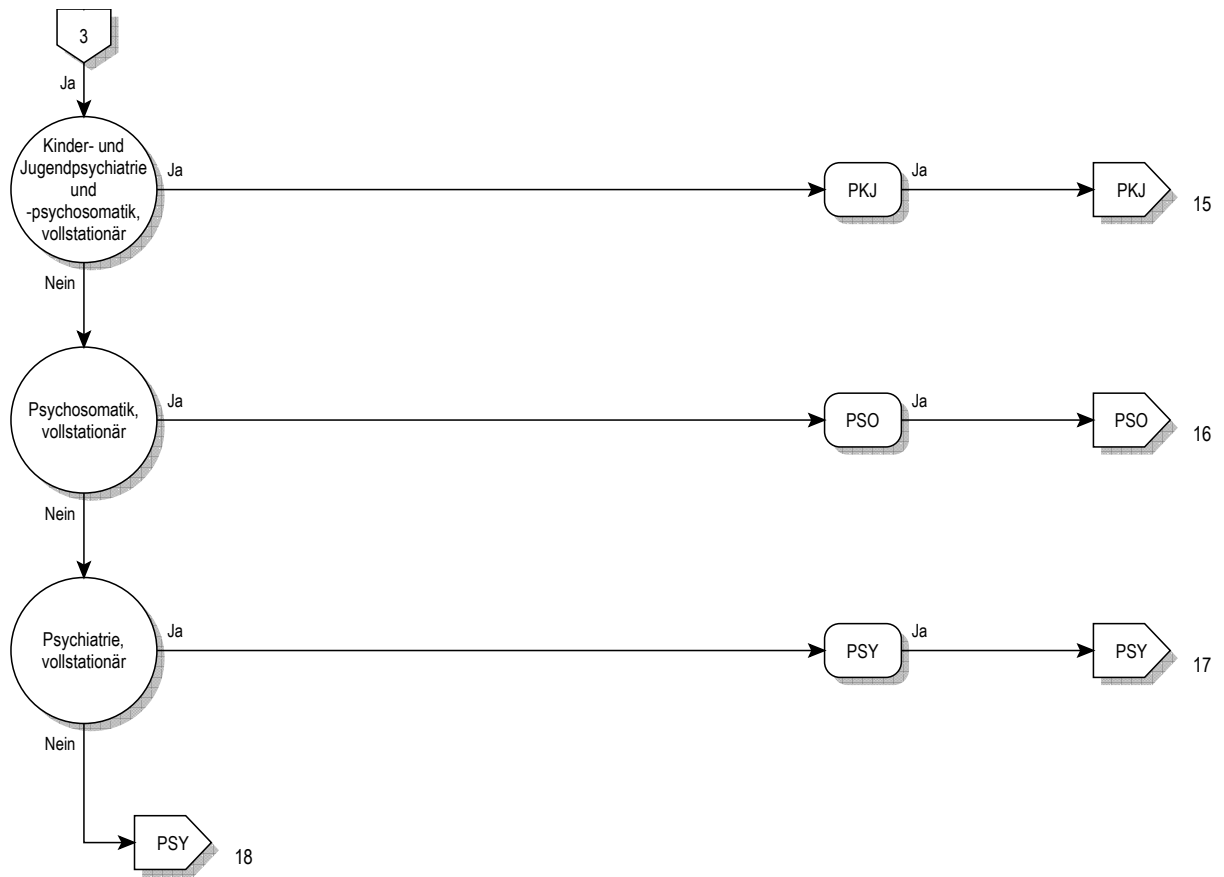 3
Ja
Kinder- und
Jugendpsychiatrie
und
-psychosomatik,
vollstationär
Ja
PKJ
Ja
PKJ
15
Nein
Psychosomatik,
vollstationär
Ja
PSO
Ja
PSO
16
Nein
Psychiatrie,
vollstationär
Ja
PSY
Ja
PSY
17
Nein
PSY
18